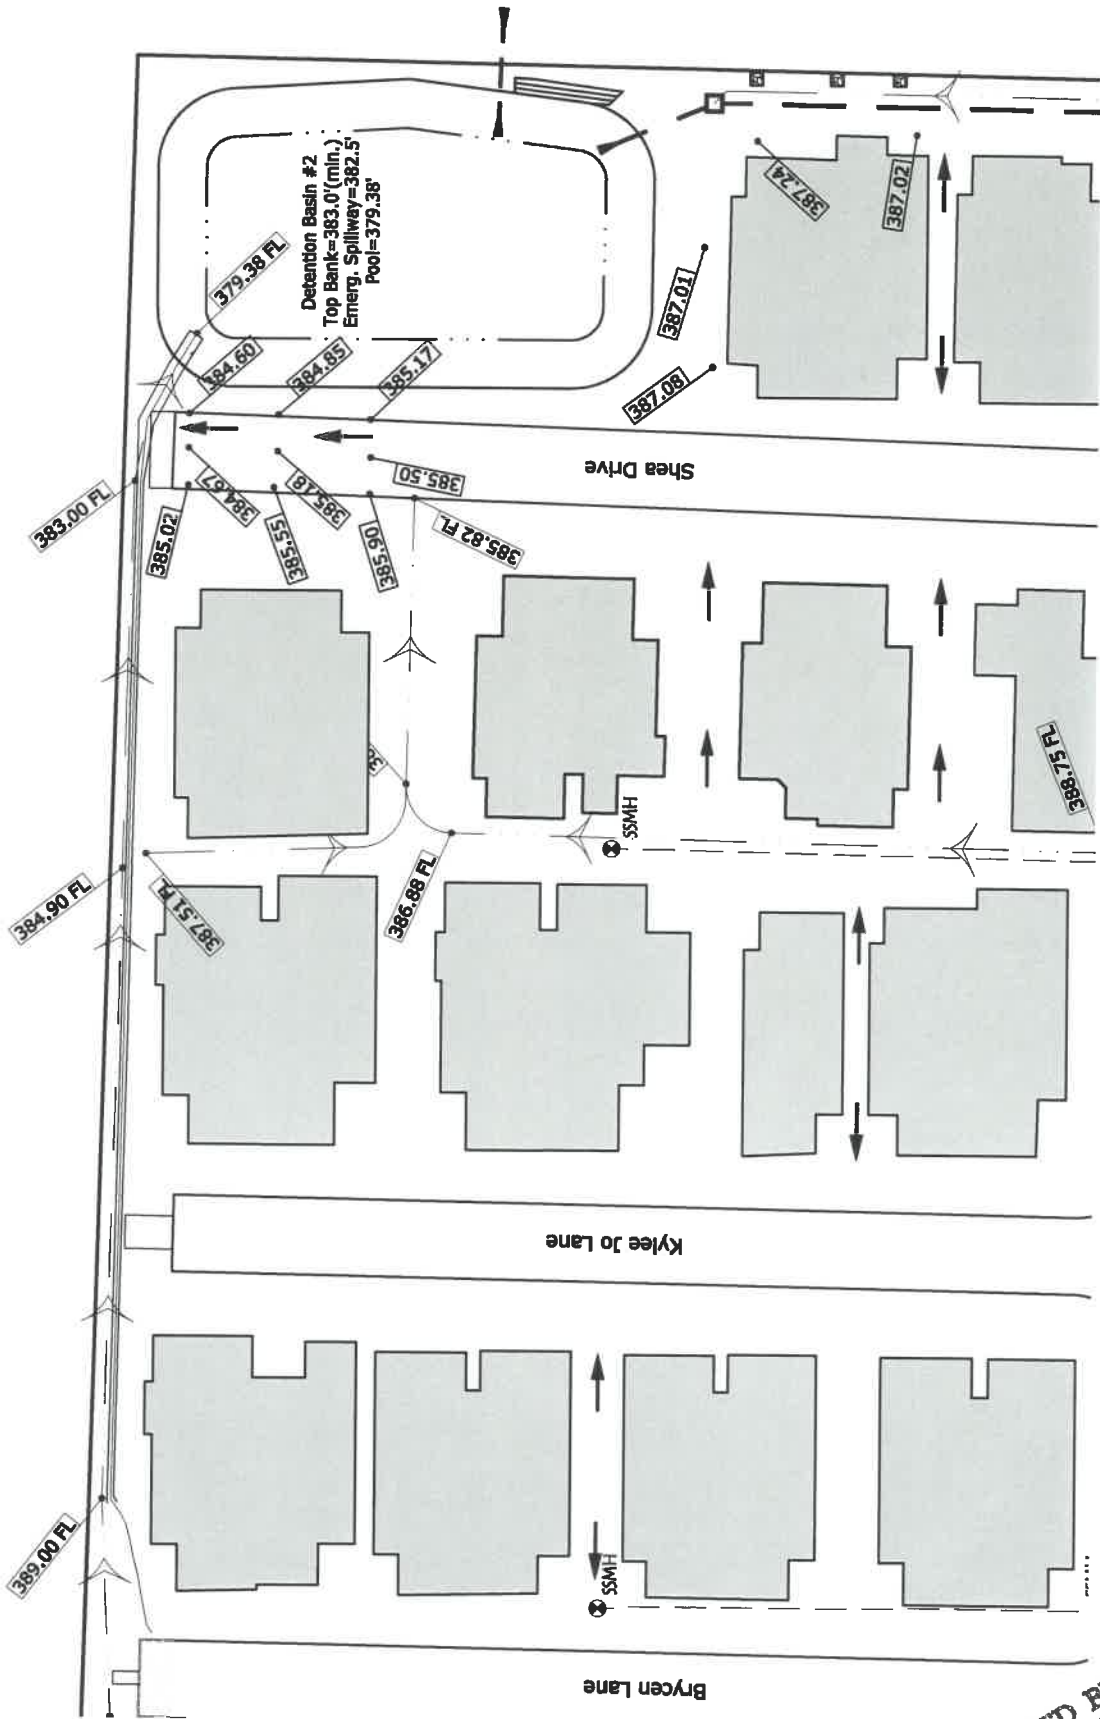 Detention Basin #2
Top Bank=383.0'(min.)
Emerg. Spillway=382.5'
Pool=379.38'
379.38 FL
384.60
384.85
385.17
387.24
387.02
387.01
387.08
383.00 FL
385.02
384.67
385.55
385.18
385.90
385.50
385.82 FL
Shea Drive
384.90 FL
387.51 FL
386.88 FL
SSMH
388.75 FL
Kylee Jo Lane
389.00 FL
SSMH
Brycen Lane